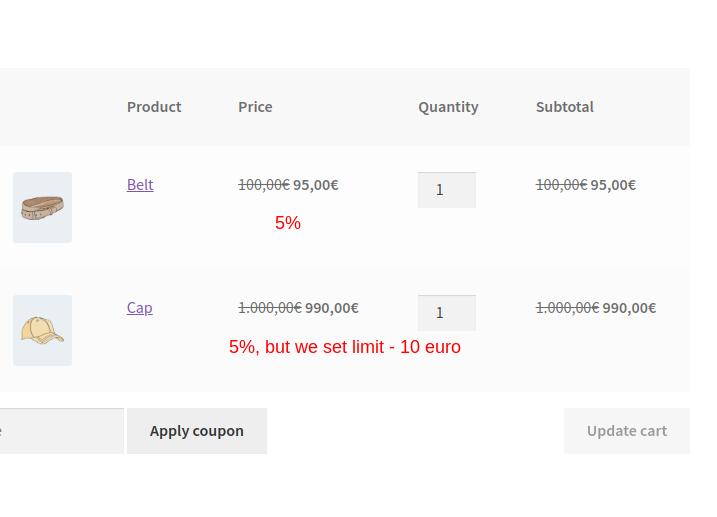 Product Price Quantity Subtotal
Belt 100,00€ 95,00€ 1 100,00€ 95,00€
5%
Cap 1.000,00€ 990,00€ 1 1.000,00€ 990,00€
5%, but we set limit - 10 euro
Apply coupon Update cart